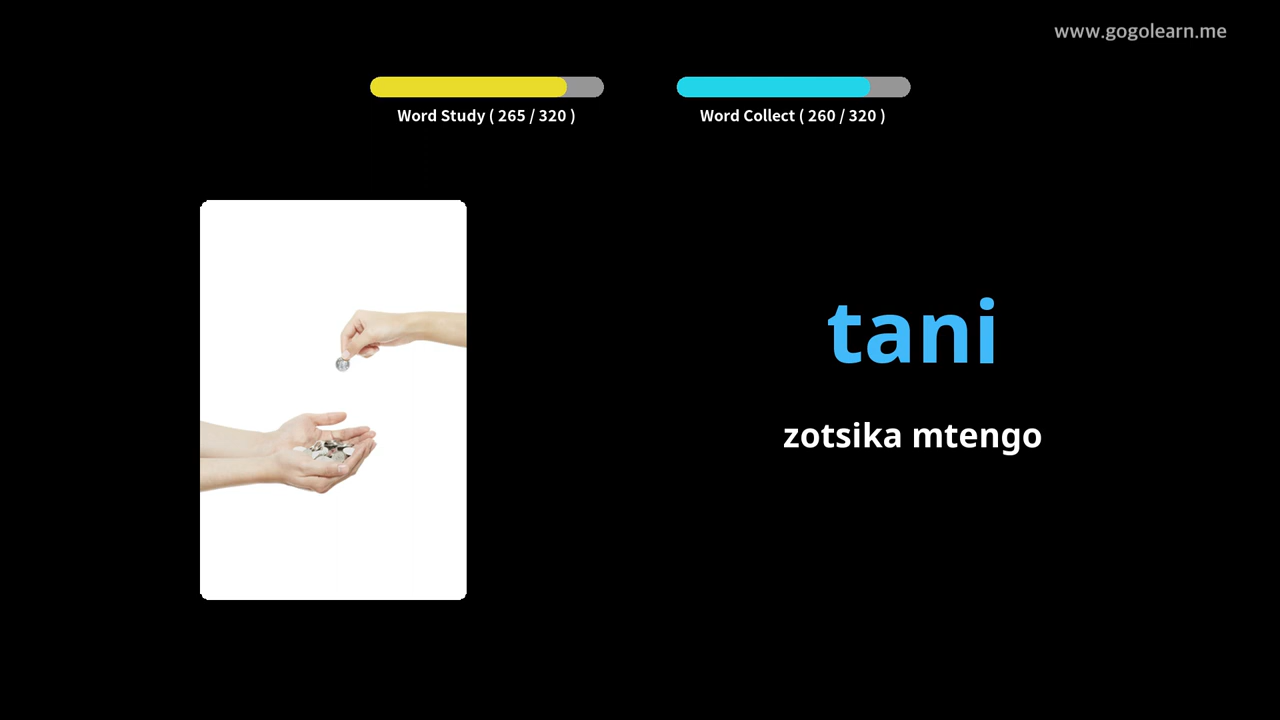 www.gogolearn.me
Word Study ( 265 / 320 )
Word Collect ( 260 / 320 )
tani
zotsika mtengo